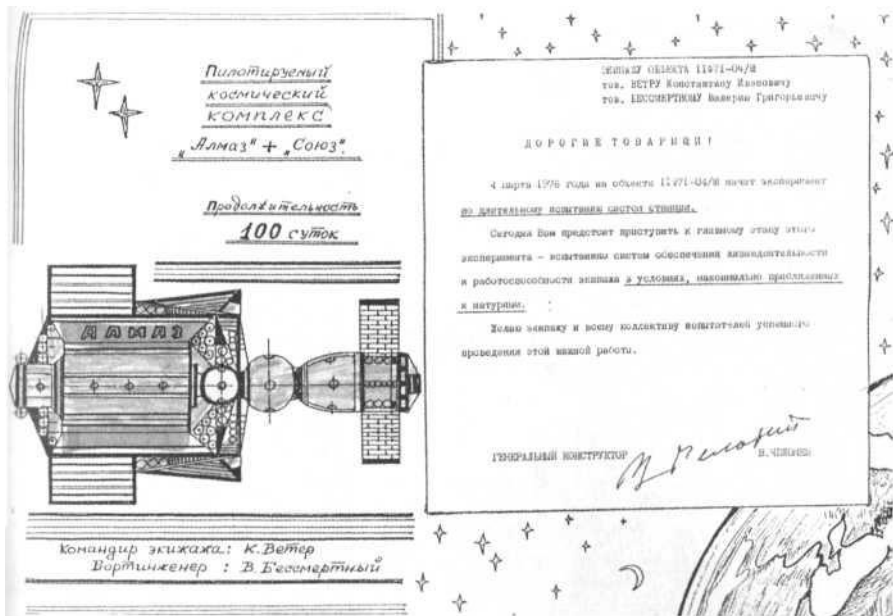 Пилотируемый
космический
комплекс
„Алмаз" + „Союз".
Продолжительность
100 суток
АЛМАЗ
Командир экижажа: К. Ветер
Бортинженер : В. Бессмертный
ЭКИПАЖУ ОБЪЕКТА 11Ф71-04/Ш
тов. ВЕТРУ Константину Ивановичу
тов. БЕССМЕРТНОМУ Валерию Григорьевичу
ДОРОГИЕ ТОВАРИЩИ!
4 марта 1976 года на объекте 11Ф71-04/Ш начат эксперимент
по длительному испытанию систем станции.
Сегодня Вам предстоит приступить к главному этапу этого
эксперимента - испытанию систем обеспечения жизнедеятельности
и работоспособности экипажа в условиях, максимально приближенных
к натурным.
Желаю экипажу и всему коллективу испытателей успешного
проведения этой важной работы.
ГЕНЕРАЛЬНЫЙ КОНСТРУКТОР В. ЧЕЛОМЕЙ